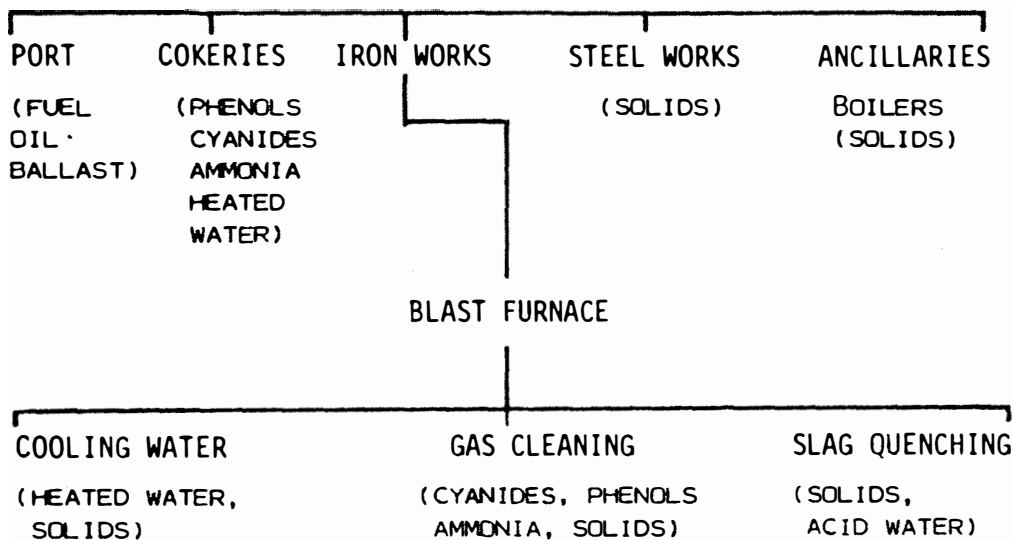 PORT COKERIES IRON WORKS STEEL WORKS ANCILLARIES
(FUEL
OIL·
BALLAST)
(PHENOLS
CYANIDES
AMMONIA
HEATED
WATER)
(SOLIDS)
BOILERS
(SOLIDS)
BLAST FURNACE
COOLING WATER GAS CLEANING SLAG QUENCHING
(HEATED WATER,
SOLIDS)
(CYANIDES, PHENOLS
AMMONIA, SOLIDS)
(SOLIDS,
ACID WATER)